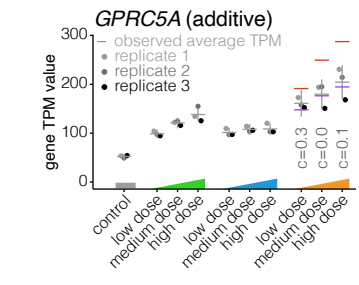 GPRC5A (additive)
gene TPM value
300
200
100
0
observed average TPM
replicate 1
replicate 2
replicate 3
c=0.3
c=0.0
c=0.1
control
low dose
medium dose
high dose
low dose
medium dose
high dose
low dose
medium dose
high dose